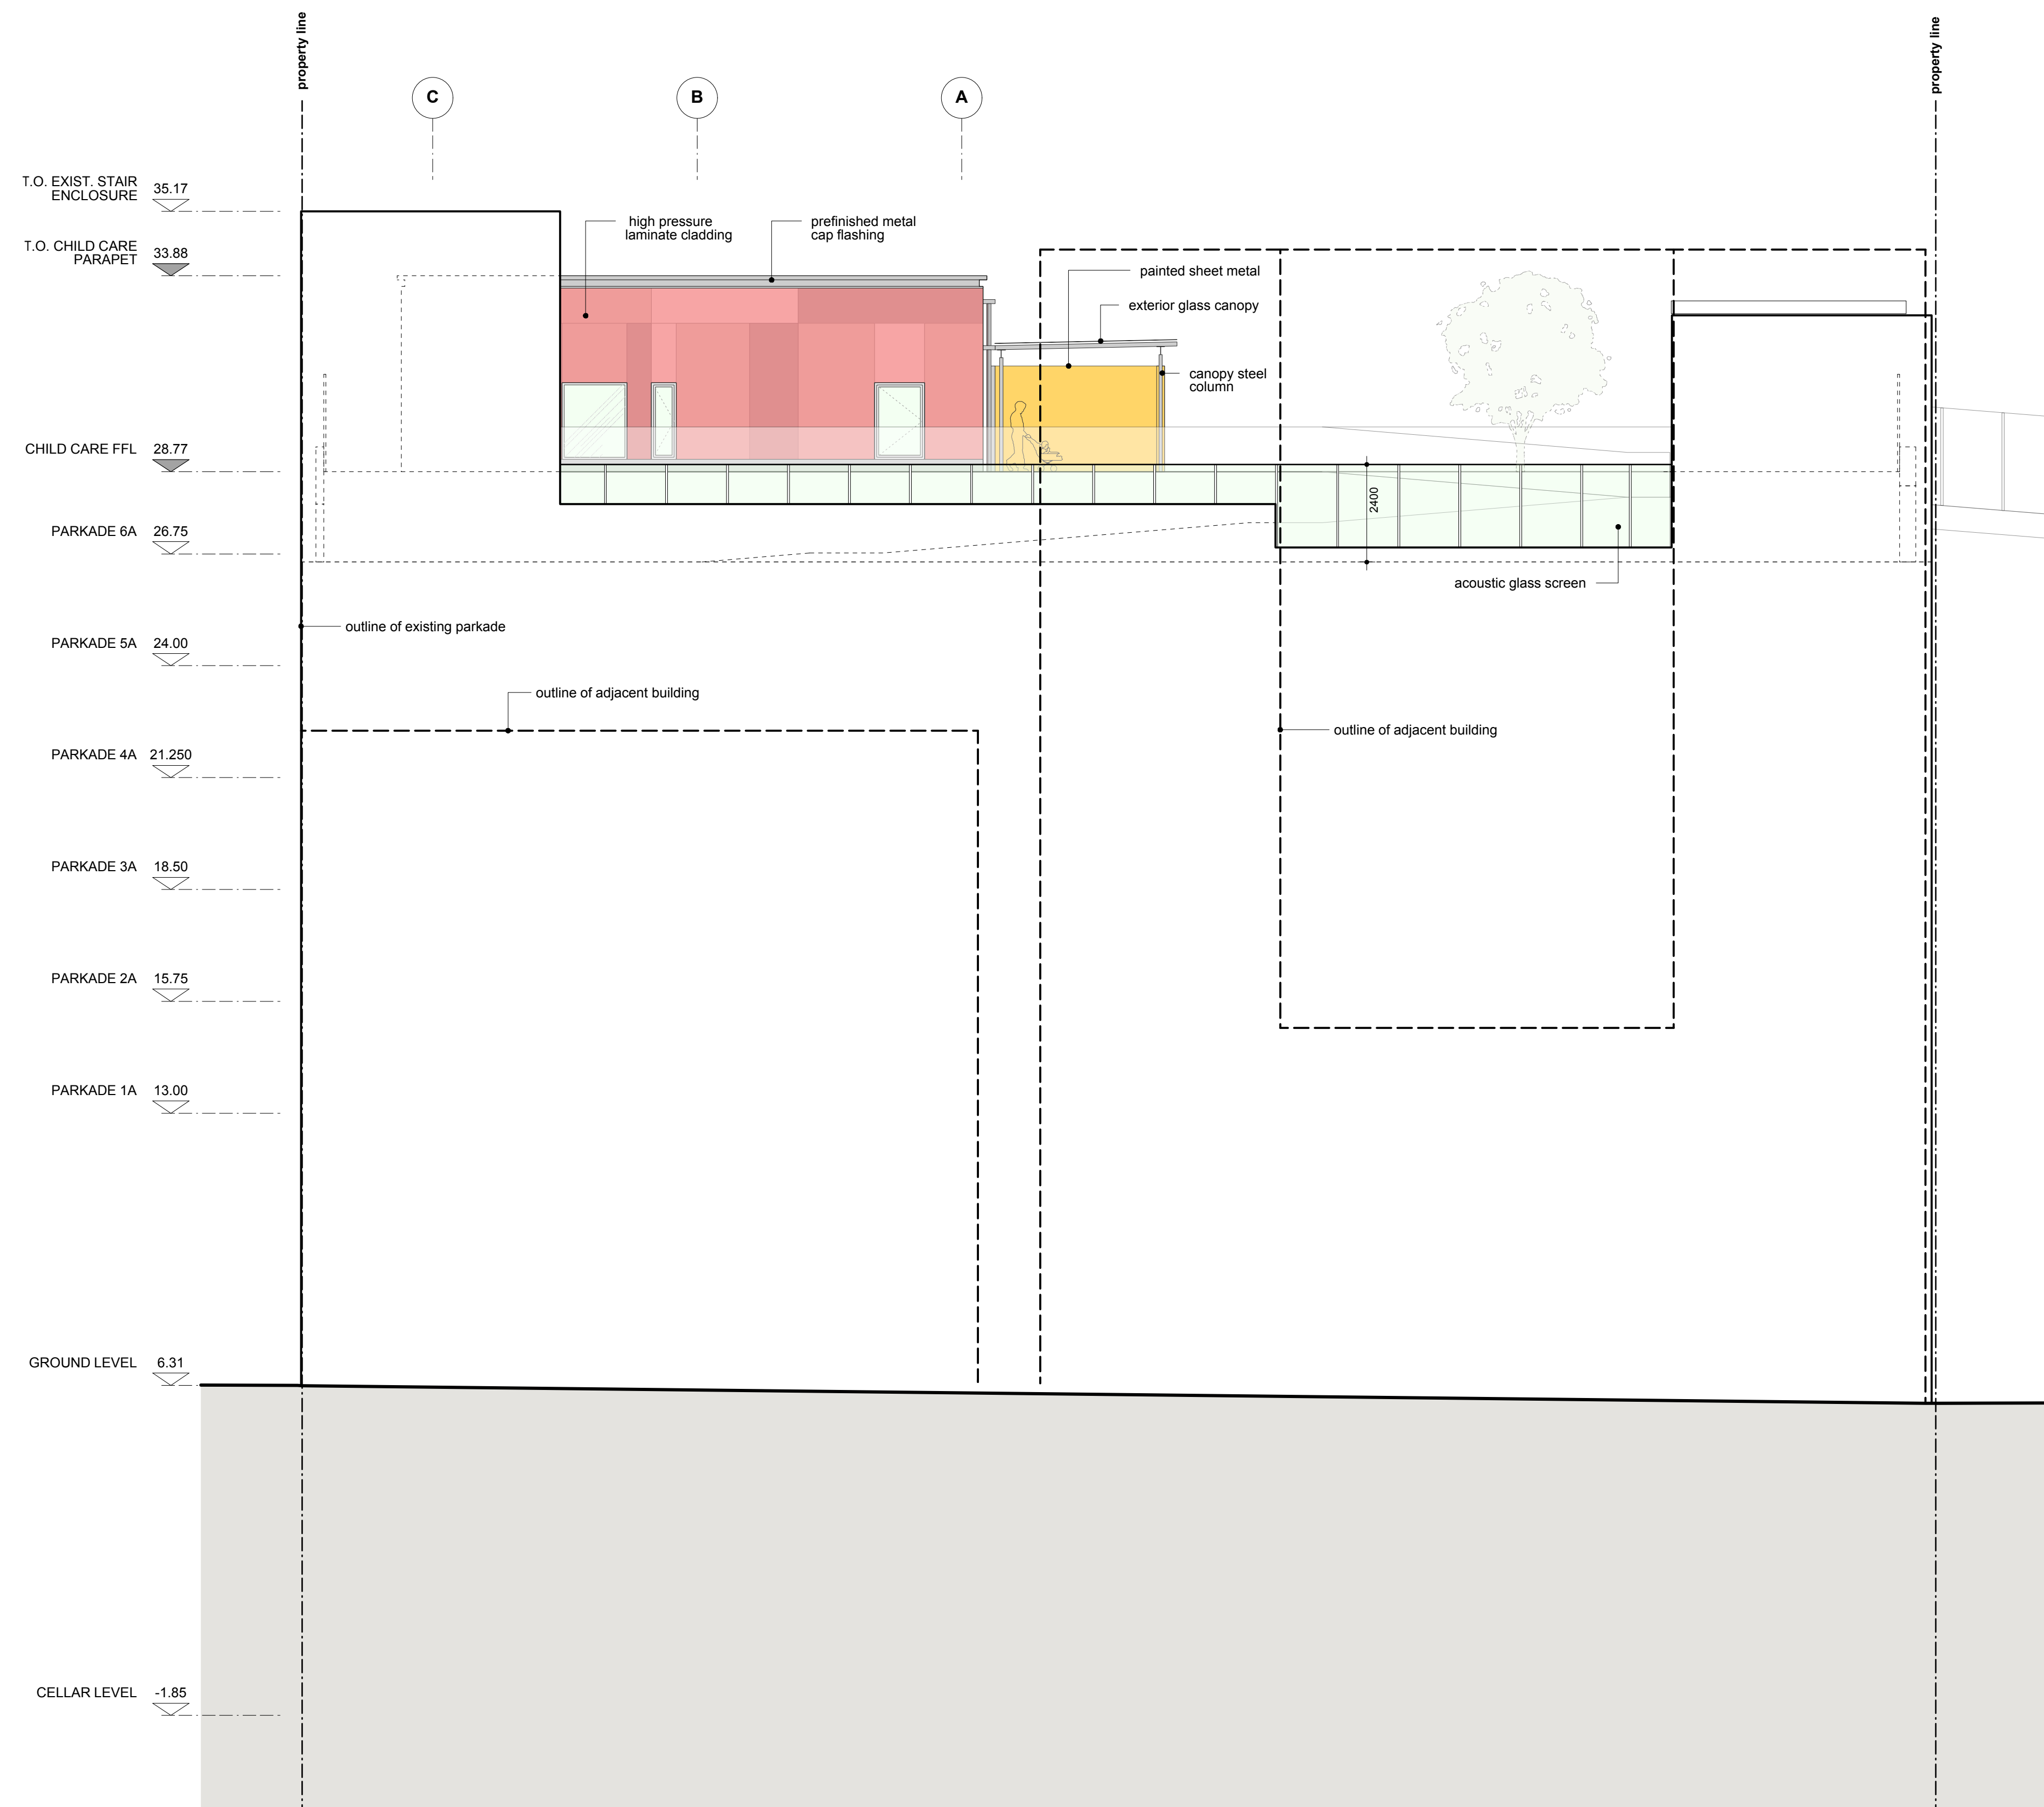 property line
property line
C
B
A
T.O. EXIST. STAIR
ENCLOSURE
35.17
high pressure
laminate cladding
prefinished metal
cap flashing
T.O. CHILD CARE
PARAPET
33.88
painted sheet metal
exterior glass canopy
canopy steel
column
CHILD CARE FFL 28.77
2400
PARKADE 6A 26.75
acoustic glass screen
outline of existing parkade
PARKADE 5A 24.00
outline of adjacent building
outline of adjacent building
PARKADE 4A 21.250
PARKADE 3A 18.50
PARKADE 2A 15.75
PARKADE 1A 13.00
GROUND LEVEL 6.31
CELLAR LEVEL -1.85